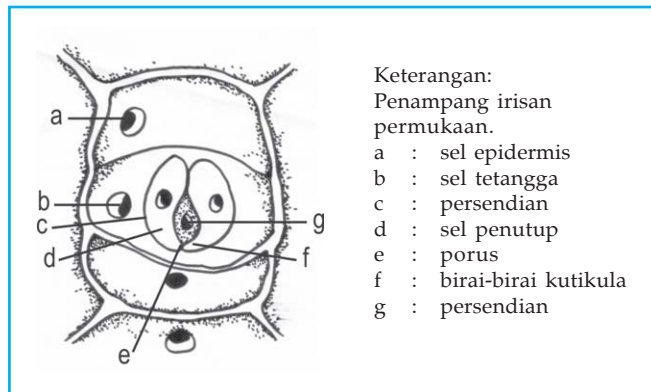 a
b
c
d
e
f
g
Keterangan:
Penampang irisan
permukaan.
a : sel epidermis
b : sel tetangga
c : persendian
d : sel penutup
e : porus
f : birai-birai kutikula
g : persendian